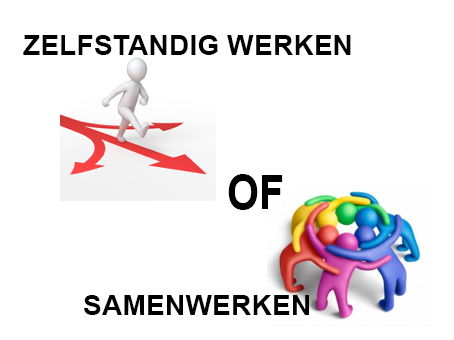 ZELFSTANDIG WERKEN
OF
SAMENWERKEN